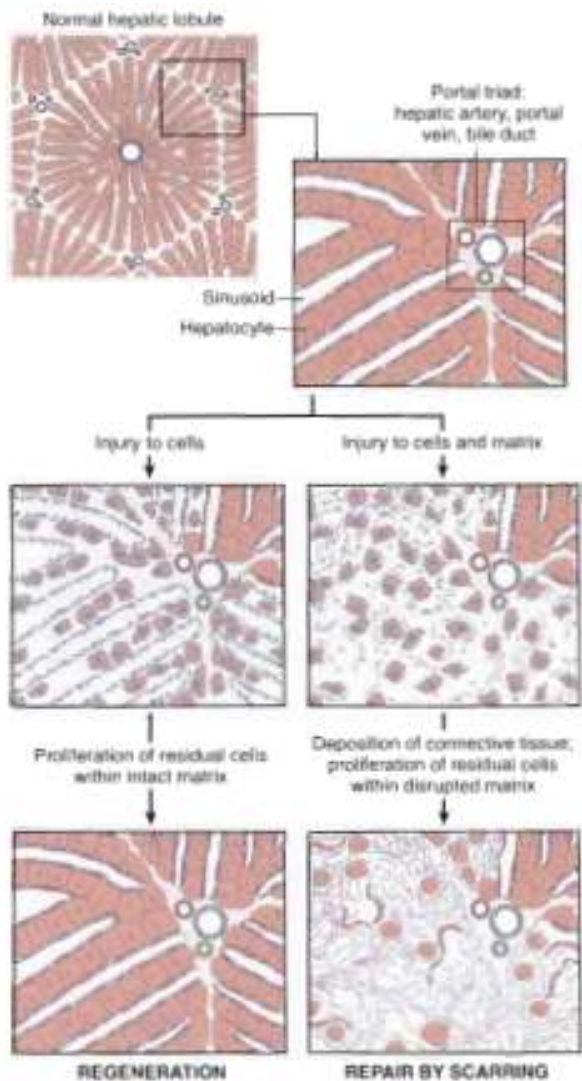 Normal hepatic lobule
Portal triad:
hepatic artery, portal
vein, bile duct
Sinusoid
Hepatocyte
Injury to cells
Injury to cells and matrix
Proliferation of residual cells
within intact matrix
Deposition of connective tissue;
proliferation of residual cells
within disrupted matrix
REGENERATION
REPAIR BY SCARRING